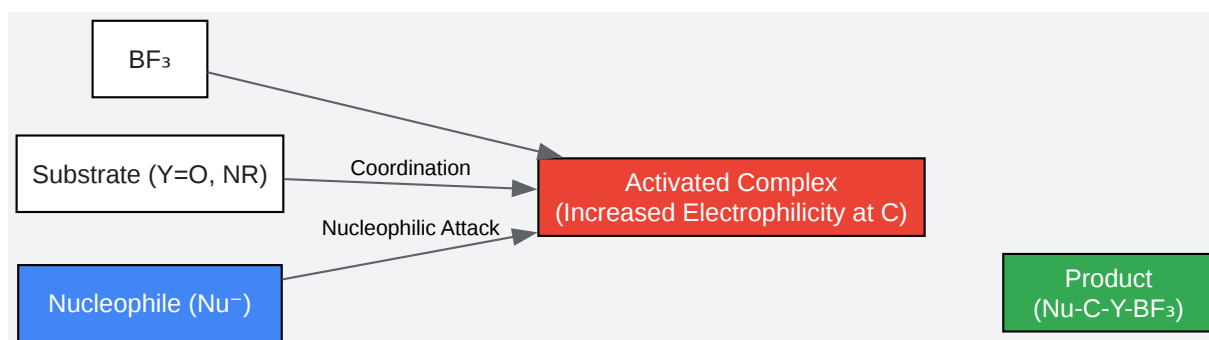 BF₃
Substrate (Y=O, NR)
Coordination
Activated Complex
(Increased Electrophilicity at C)
Nucleophilic Attack
Nucleophile (Nu⁻)
Product
(Nu-C-Y-BF₃)